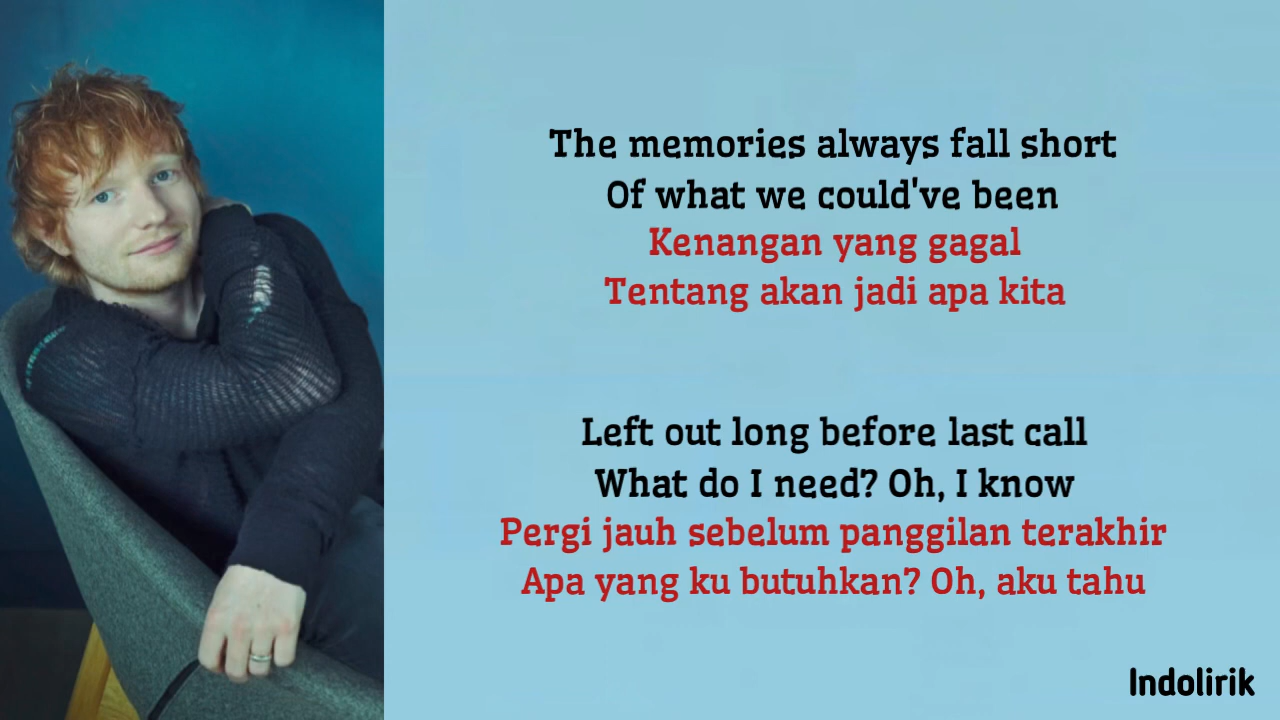 The memories always fall short
Of what we could've been
Kenangan yang gagal
Tentang akan jadi apa kita
Left out long before last call
What do I need? Oh, I know
Pergi jauh sebelum panggilan terakhir
Apa yang ku butuhkan? Oh, aku tahu
Indolirik